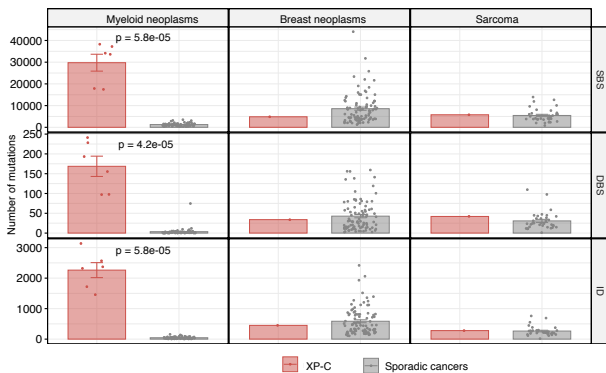 Myeloid neoplasms Breast neoplasms Sarcoma
p = 5.8e-05
40000
30000
20000
10000
0
SBS
p = 4.2e-05
250
200
150
100
50
0
DBS
p = 5.8e-05
3000
2000
1000
0
ID
Number of mutations
XP-C Sporadic cancers